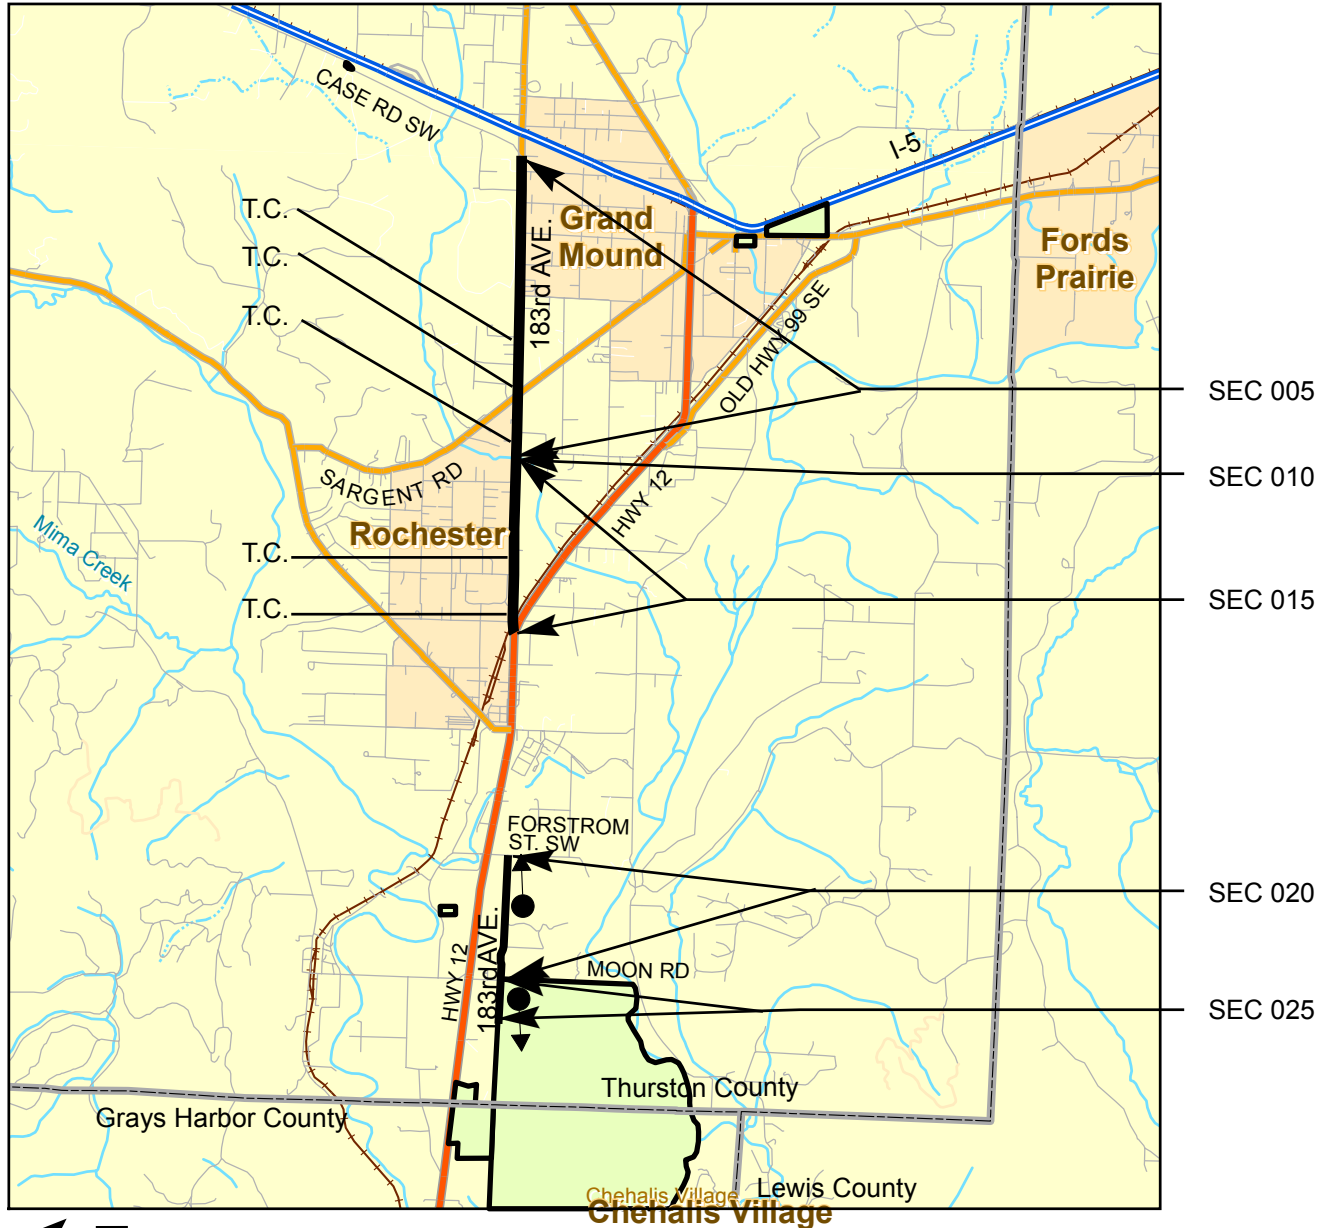 CASE RD SW
I-5
T.C.
Grand
Mound
183rd AVE.
Fords
Prairie
T.C.
T.C.
OLD HWY 99 SE
SEC 005
SARGENT RD
HWY 12
SEC 010
Mima Creek
Rochester
T.C.
T.C.
SEC 015
FORSTROM
ST. SW
SEC 020
HWY 12
183rd AVE.
MOON RD
SEC 025
Thurston County
Grays Harbor County
Lewis County
Chehalis Village
Chehalis Village